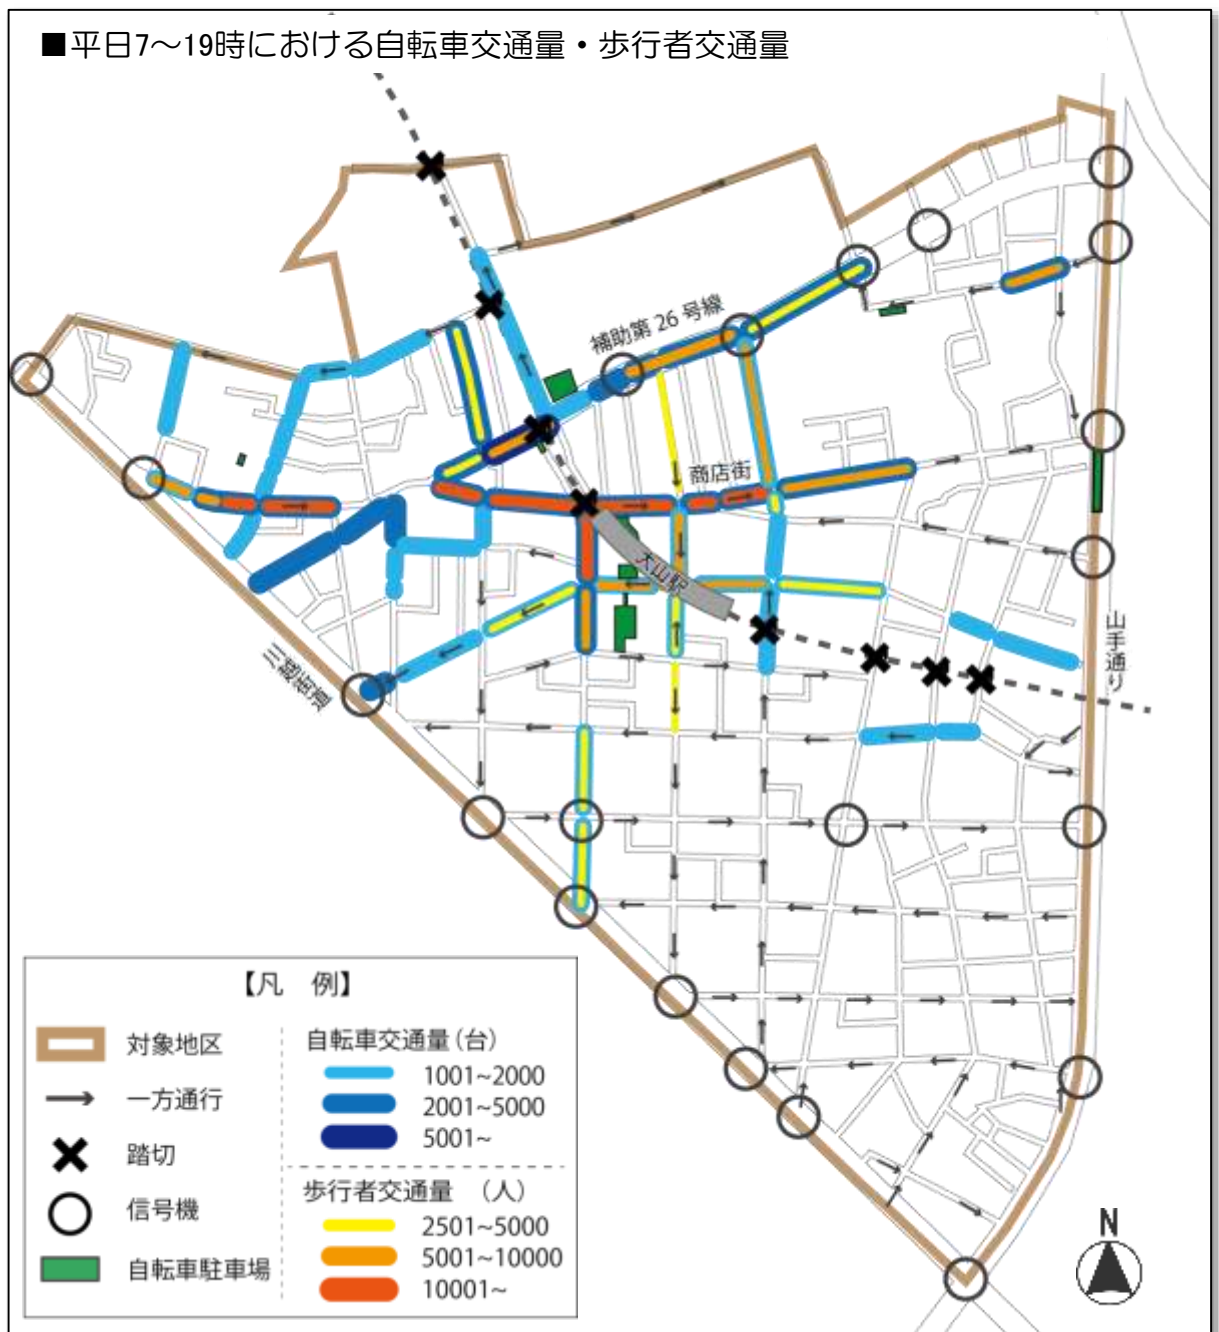 ■平日7～19時における自転車交通量・歩行者交通量
補助第26号線
商店街
大山駅
山手通り
川越街道
【凡　例】
対象地区
一方通行
踏切
信号機
自転車駐車場
自転車交通量（台）
1001~2000
2001~5000
5001~
歩行者交通量　（人）
2501~5000
5001~10000
10001~
N